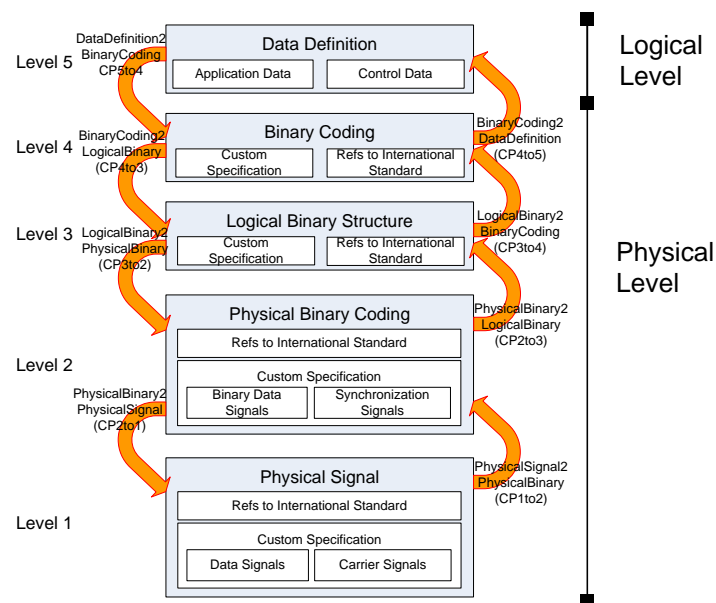 DataDefinition2
BinaryCoding
CP5to4
Level 5
Data Definition
Application Data
Control Data
Logical
Level
BinaryCoding2
LogicalBinary
(CP4to3)
Level 4
Binary Coding
Custom
Specification
Refs to International
Standard
BinaryCoding2
DataDefinition
(CP4to5)
LogicalBinary2
PhysicalBinary
(CP3to2)
Level 3
Logical Binary Structure
Custom
Specification
Refs to International
Standard
LogicalBinary2
BinaryCoding
(CP3to4)
Physical
Level
Level 2
Physical Binary Coding
Refs to International Standard
Custom Specification
Binary Data
Signals
Synchronization
Signals
PhysicalBinary2
LogicalBinary
(CP2to3)
PhysicalBinary2
PhysicalSignal
(CP2to1)
Level 1
Physical Signal
Refs to International Standard
Custom Specification
Data Signals
Carrier Signals
PhysicalSignal2
PhysicalBinary
(CP1to2)